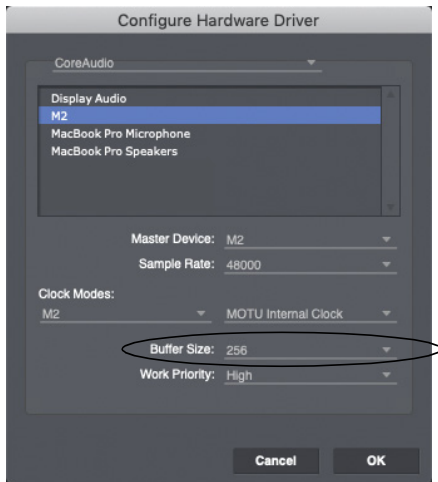 Configure Hardware Driver
CoreAudio
Display Audio
M2
MacBook Pro Microphone
MacBook Pro Speakers
Master Device: M2
Sample Rate: 48000
Clock Modes:
M2 MOTU Internal Clock
Buffer Size: 256
Work Priority: High
Cancel OK